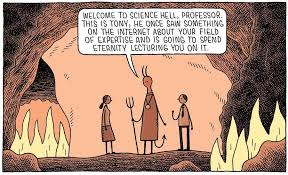 WELCOME TO SCIENCE HELL, PROFESSOR.
THIS IS TONY, HE ONCE SAW SOMETHING
ON THE INTERNET ABOUT YOUR FIELD
OF EXPERTISE AND IS GOING TO SPEND
ETERNITY LECTURING YOU ON IT.